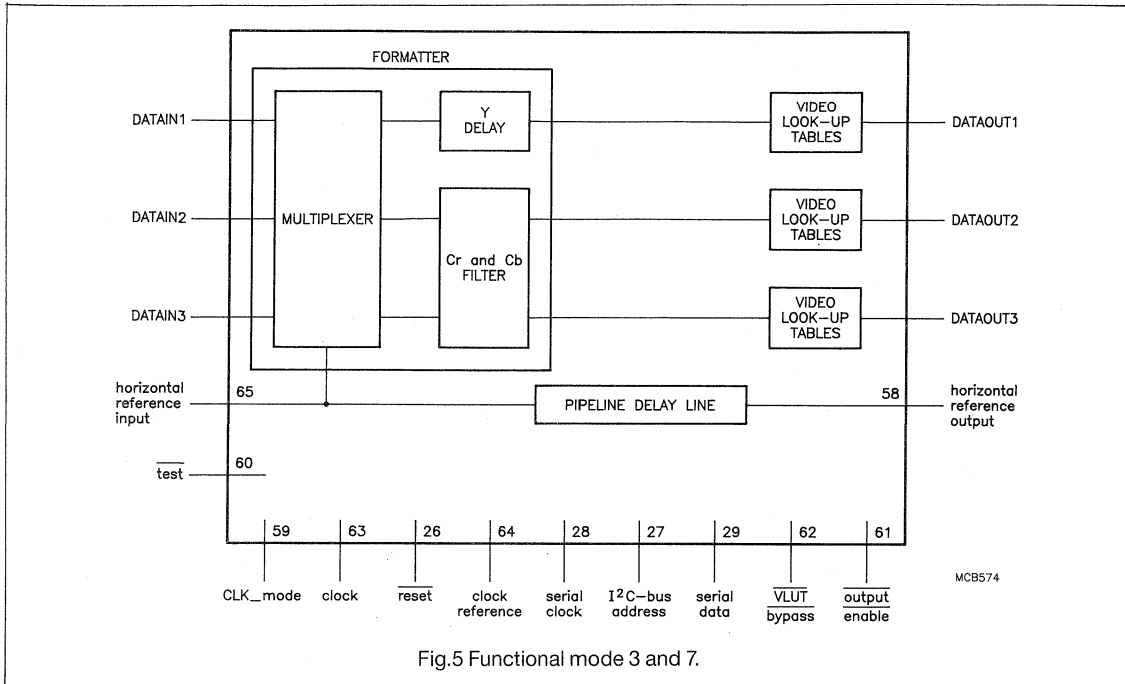 FORMATTER
DATAIN1
MULTIPLEXER
Y
DELAY
VIDEO
LOOK-UP
TABLES
DATAOUT1
DATAIN2
Cr and Cb
FILTER
VIDEO
LOOK-UP
TABLES
DATAOUT2
DATAIN3
VIDEO
LOOK-UP
TABLES
DATAOUT3
horizontal
reference
input
65
PIPELINE DELAY LINE
58
horizontal
reference
output
test
60
59
63
26
64
28
27
29
62
61
CLK_mode
clock
reset
clock
reference
serial
clock
I²C-bus
address
serial
data
VLUT
bypass
output
enable
MCB574
Fig.5 Functional mode 3 and 7.